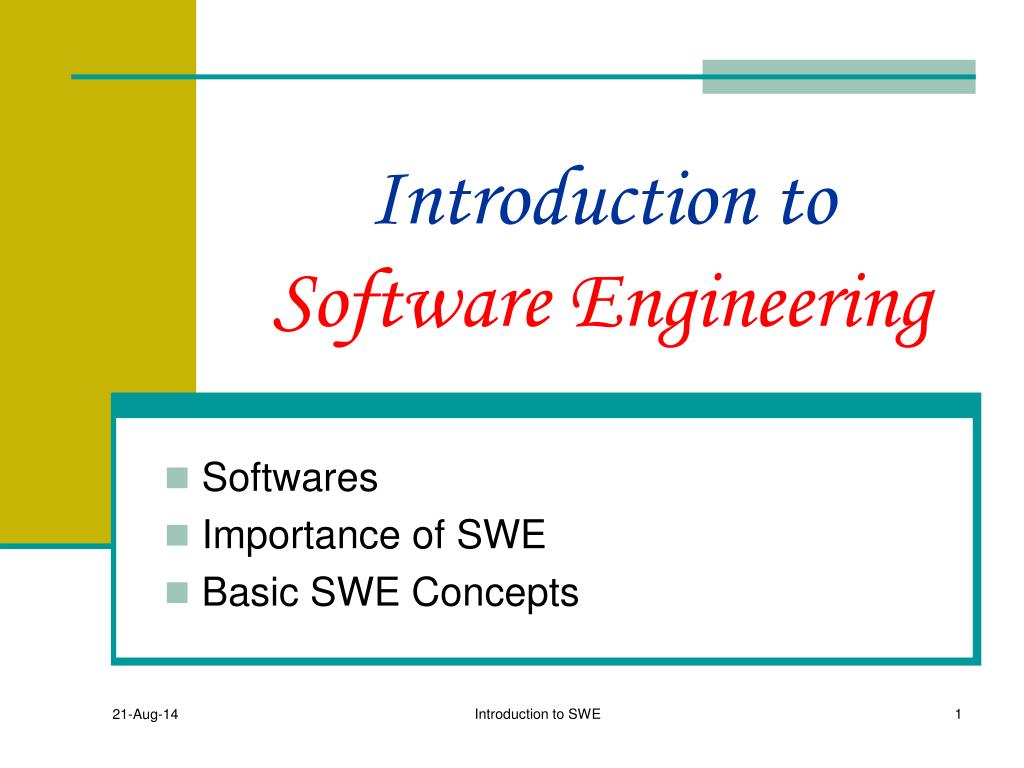 Introduction to
Software Engineering
Softwares
Importance of SWE
Basic SWE Concepts
21-Aug-14
Introduction to SWE
1